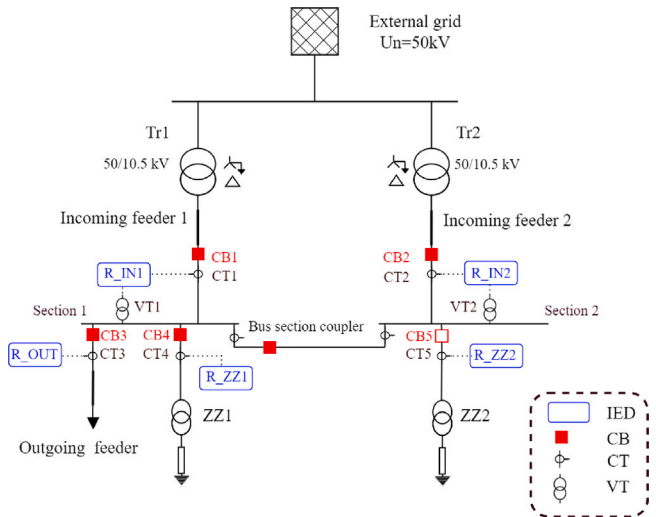 External grid
Un=50kV
Tr1
Tr2
50/10.5 kV
50/10.5 kV
Incoming feeder 1
Incoming feeder 2
CB1
CB2
R_IN1
CT1
CT2
R_IN2
VT1
VT2
Section 1
Section 2
Bus section coupler
CB3
CB4
CB5
R_OUT
CT3
CT4
CT5
R_ZZ2
R_ZZ1
ZZ1
ZZ2
Outgoing feeder
IED
CB
CT
VT